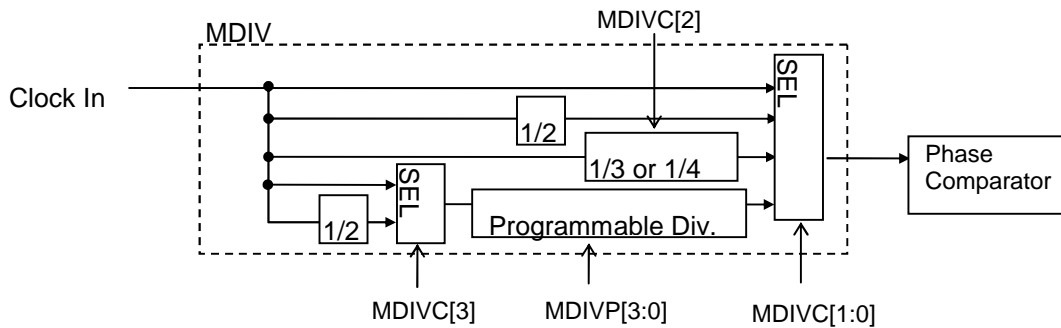 MDIVC[2]
MDIV
Clock In
SEL
1/2
1/3 or 1/4
Phase
Comparator
SEL
1/2
Programmable Div.
MDIVC[3]
MDIVP[3:0]
MDIVC[1:0]